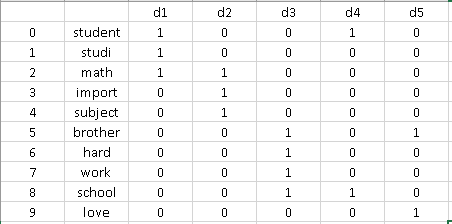 d1 d2 d3 d4 d5
0 student 1 0 0 1 0
1 studi 1 0 0 0 0
2 math 1 1 0 0 0
3 import 0 1 0 0 0
4 subject 0 1 0 0 0
5 brother 0 0 1 0 1
6 hard 0 0 1 0 0
7 work 0 0 1 0 0
8 school 0 0 1 1 0
9 love 0 0 0 0 1